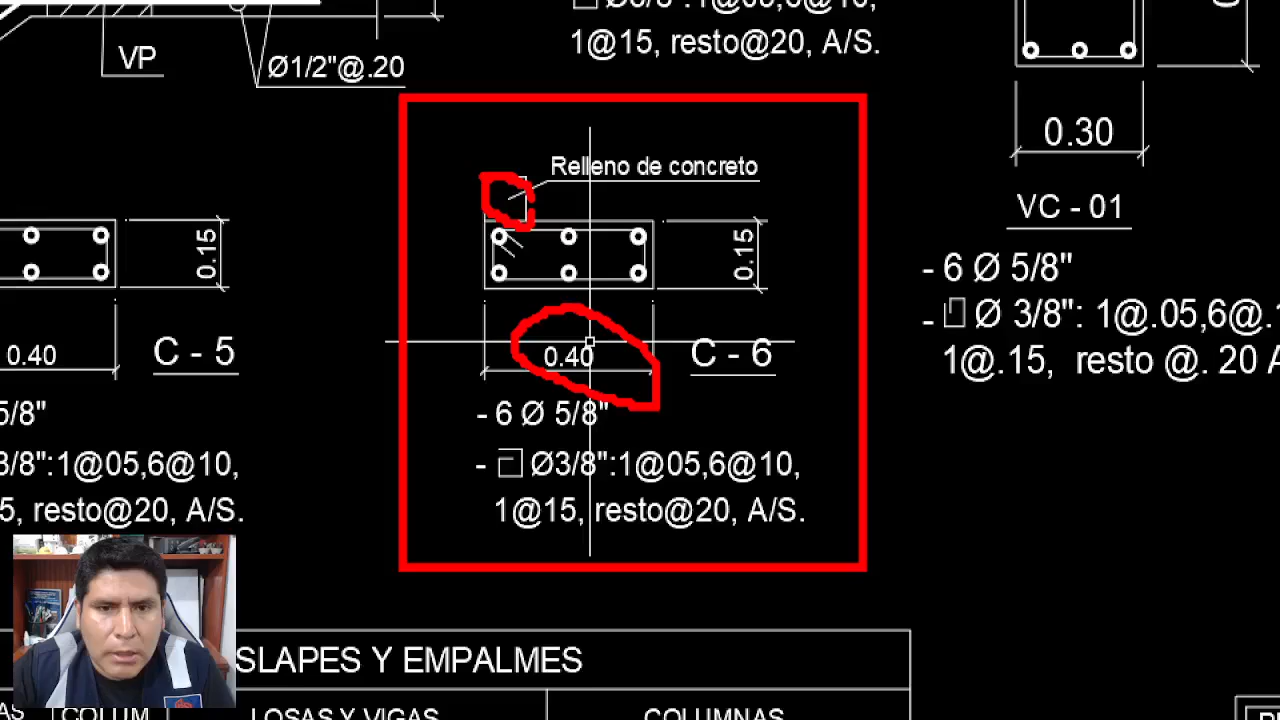 1@15, resto@20, A/S.
VP
Ø1/2"@.20
0.30
VC - 01
- 6 Ø 5/8"
- Ø 3/8": 1@.05,6@.
1@.15, resto @. 20 A
Relleno de concreto
0.15
0.15
0.40
C - 5
0.40
C - 6
5/8"
3/8":1@05,6@10,
5, resto@20, A/S.
- 6 Ø 5/8"
- Ø3/8":1@05,6@10,
1@15, resto@20, A/S.
SLAPES Y EMPALMES
COLUM
LOSAS Y VIGAS
COLUMNAS